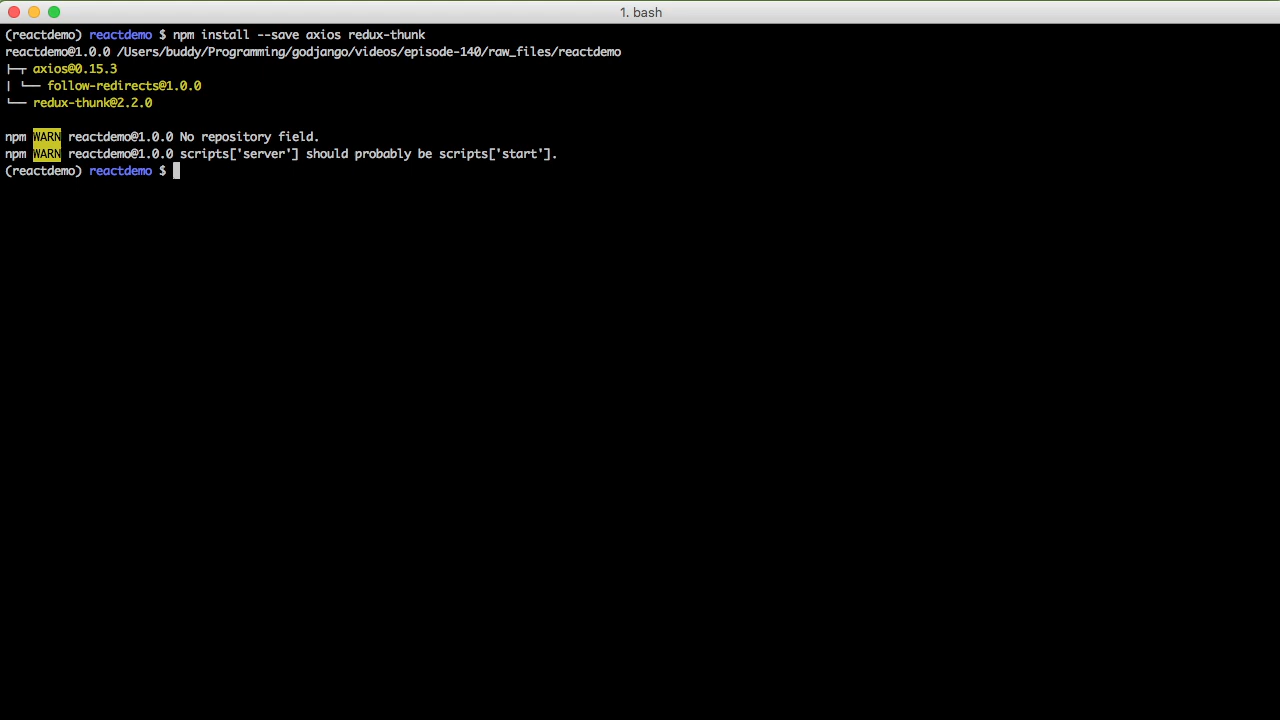 1. bash
(reactdemo) reactdemo $ npm install --save axios redux-thunk
reactdemo@1.0.0 /Users/buddy/Programming/godjango/videos/episode-140/raw_files/reactdemo
├─┬ axios@0.15.3
│ └── follow-redirects@1.0.0
└── redux-thunk@2.2.0
npm WARN reactdemo@1.0.0 No repository field.
npm WARN reactdemo@1.0.0 scripts['server'] should probably be scripts['start'].
(reactdemo) reactdemo $